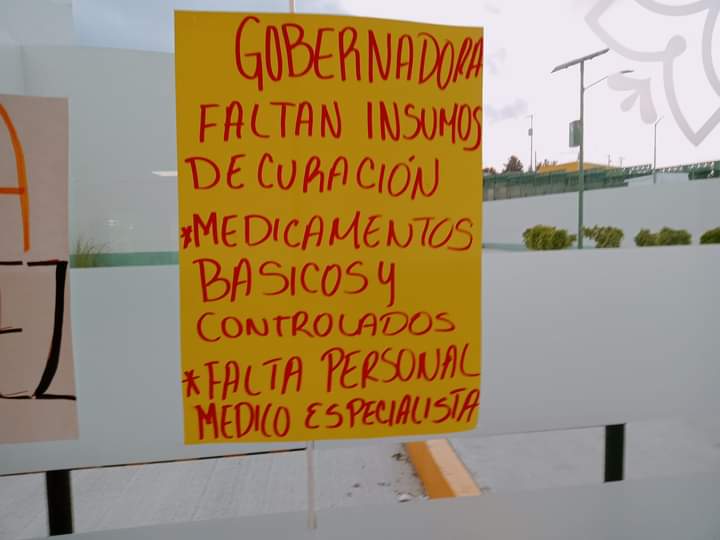 GOBERNADORA
FALTAN INSUMOS
DE CURACIÓN
*MEDICAMENTOS
BASICOS Y
CONTROLADOS
*FALTA PERSONAL
MEDICO ESPECIALISTA